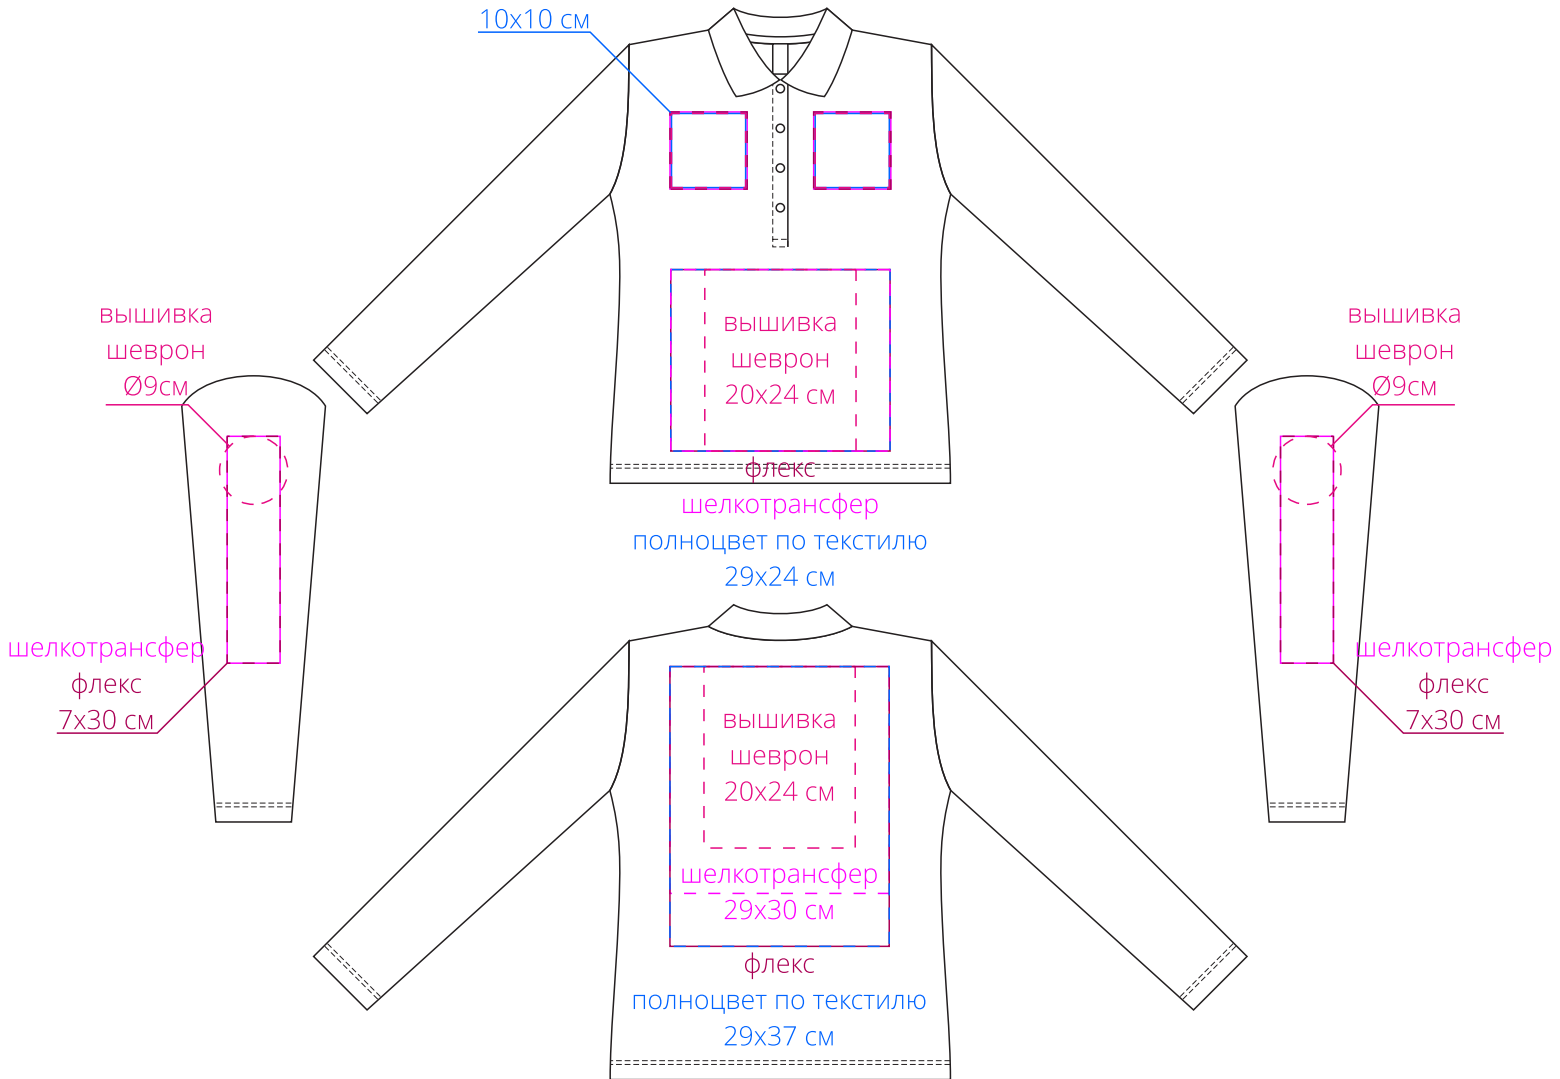 10x10 см
вышивка
шеврон
Ø9см
вышивка
шеврон
20x24 см
вышивка
шеврон
Ø9см
флекс
шелкотрансфер
полноцвет по текстилю
29x24 см
шелкотрансфер
флекс
7x30 см
шелкотрансфер
флекс
7x30 см
вышивка
шеврон
20x24 см
шелкотрансфер
29x30 см
флекс
полноцвет по текстилю
29x37 см